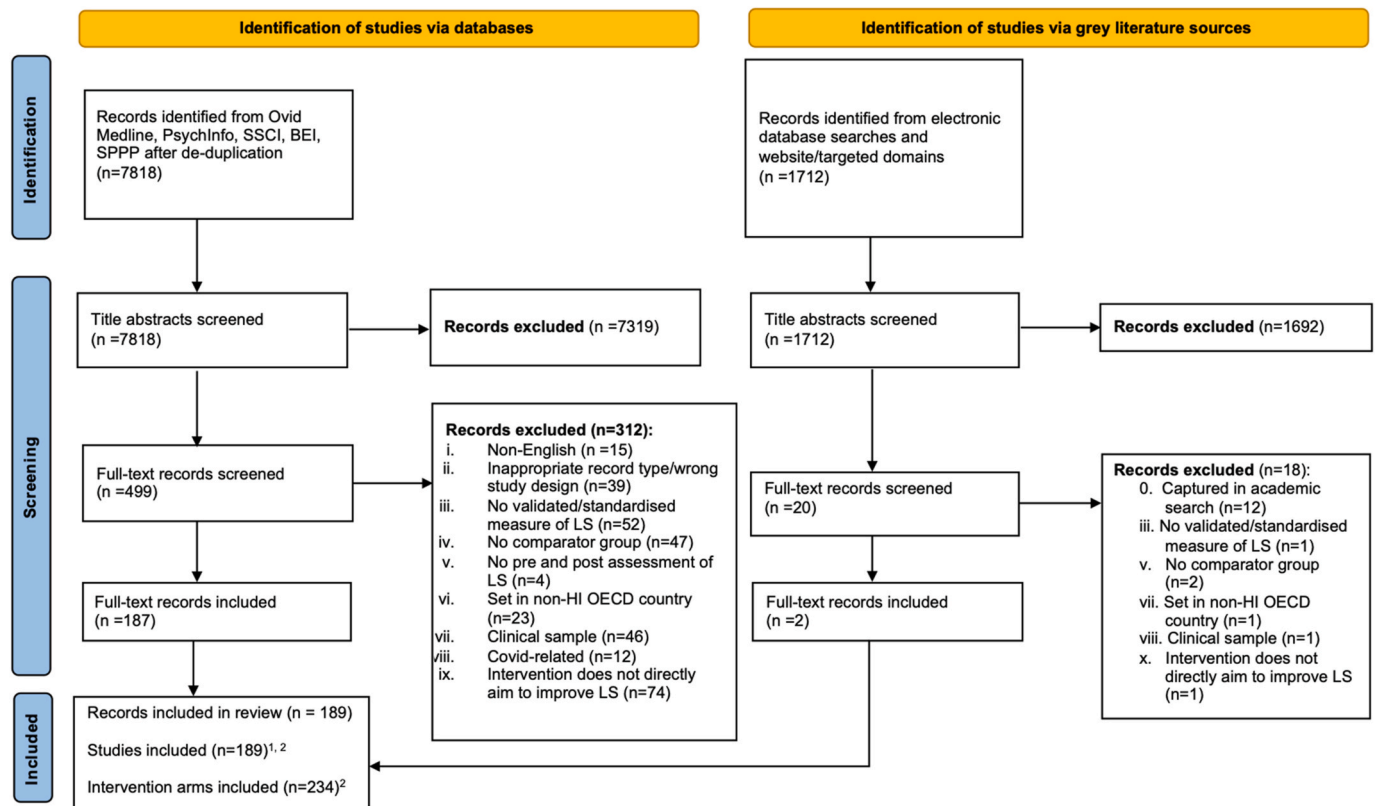 Identification of studies via databases
Identification of studies via grey literature sources
Identification
Records identified from Ovid
Medline, PsychInfo, SSCI, BEI,
SPPP after de-duplication
(n=7818)
Records identified from electronic
database searches and
website/targeted domains
(n =1712)
Screening
Title abstracts screened
(n =7818)
Records excluded (n =7319)
Title abstracts screened
(n =1712)
Records excluded (n=1692)
Full-text records screened
(n =499)
Records excluded (n=312):
i. Non-English (n =15)
ii. Inappropriate record type/wrong
study design (n=39)
iii. No validated/standardised
measure of LS (n=52)
iv. No comparator group (n=47)
v. No pre and post assessment of
LS (n=4)
vi. Set in non-HI OECD country
(n=23)
vii. Clinical sample (n=46)
viii. Covid-related (n=12)
ix. Intervention does not directly
aim to improve LS (n=74)
Full-text records screened
(n =20)
Records excluded (n=18):
0. Captured in academic
search (n=12)
iii. No validated/standardised
measure of LS (n=1)
v. No comparator group
(n=2)
vii. Set in non-HI OECD
country (n=1)
viii. Clinical sample (n=1)
x. Intervention does not
directly aim to improve LS
(n=1)
Full-text records included
(n =187)
Full-text records included
(n =2)
Included
Records included in review (n = 189)
Studies included (n=189)1, 2
Intervention arms included (n=234)2